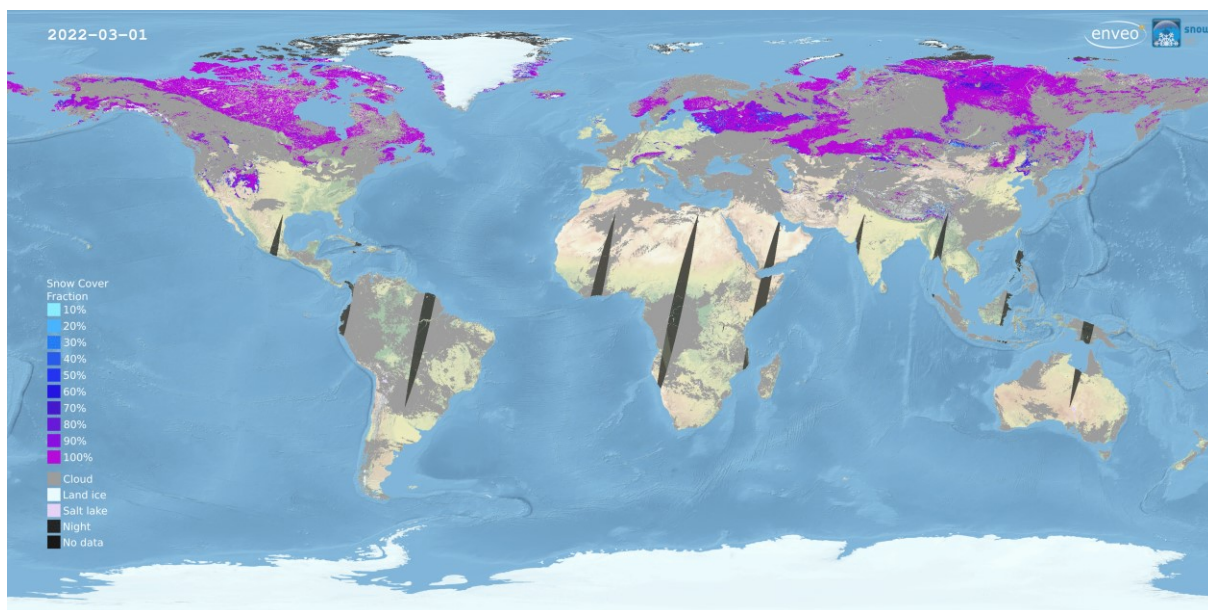 2022-03-01
enveo
snow
Snow Cover
Fraction
10%
20%
30%
40%
50%
60%
70%
80%
90%
100%
Cloud
Land ice
Salt lake
Night
No data